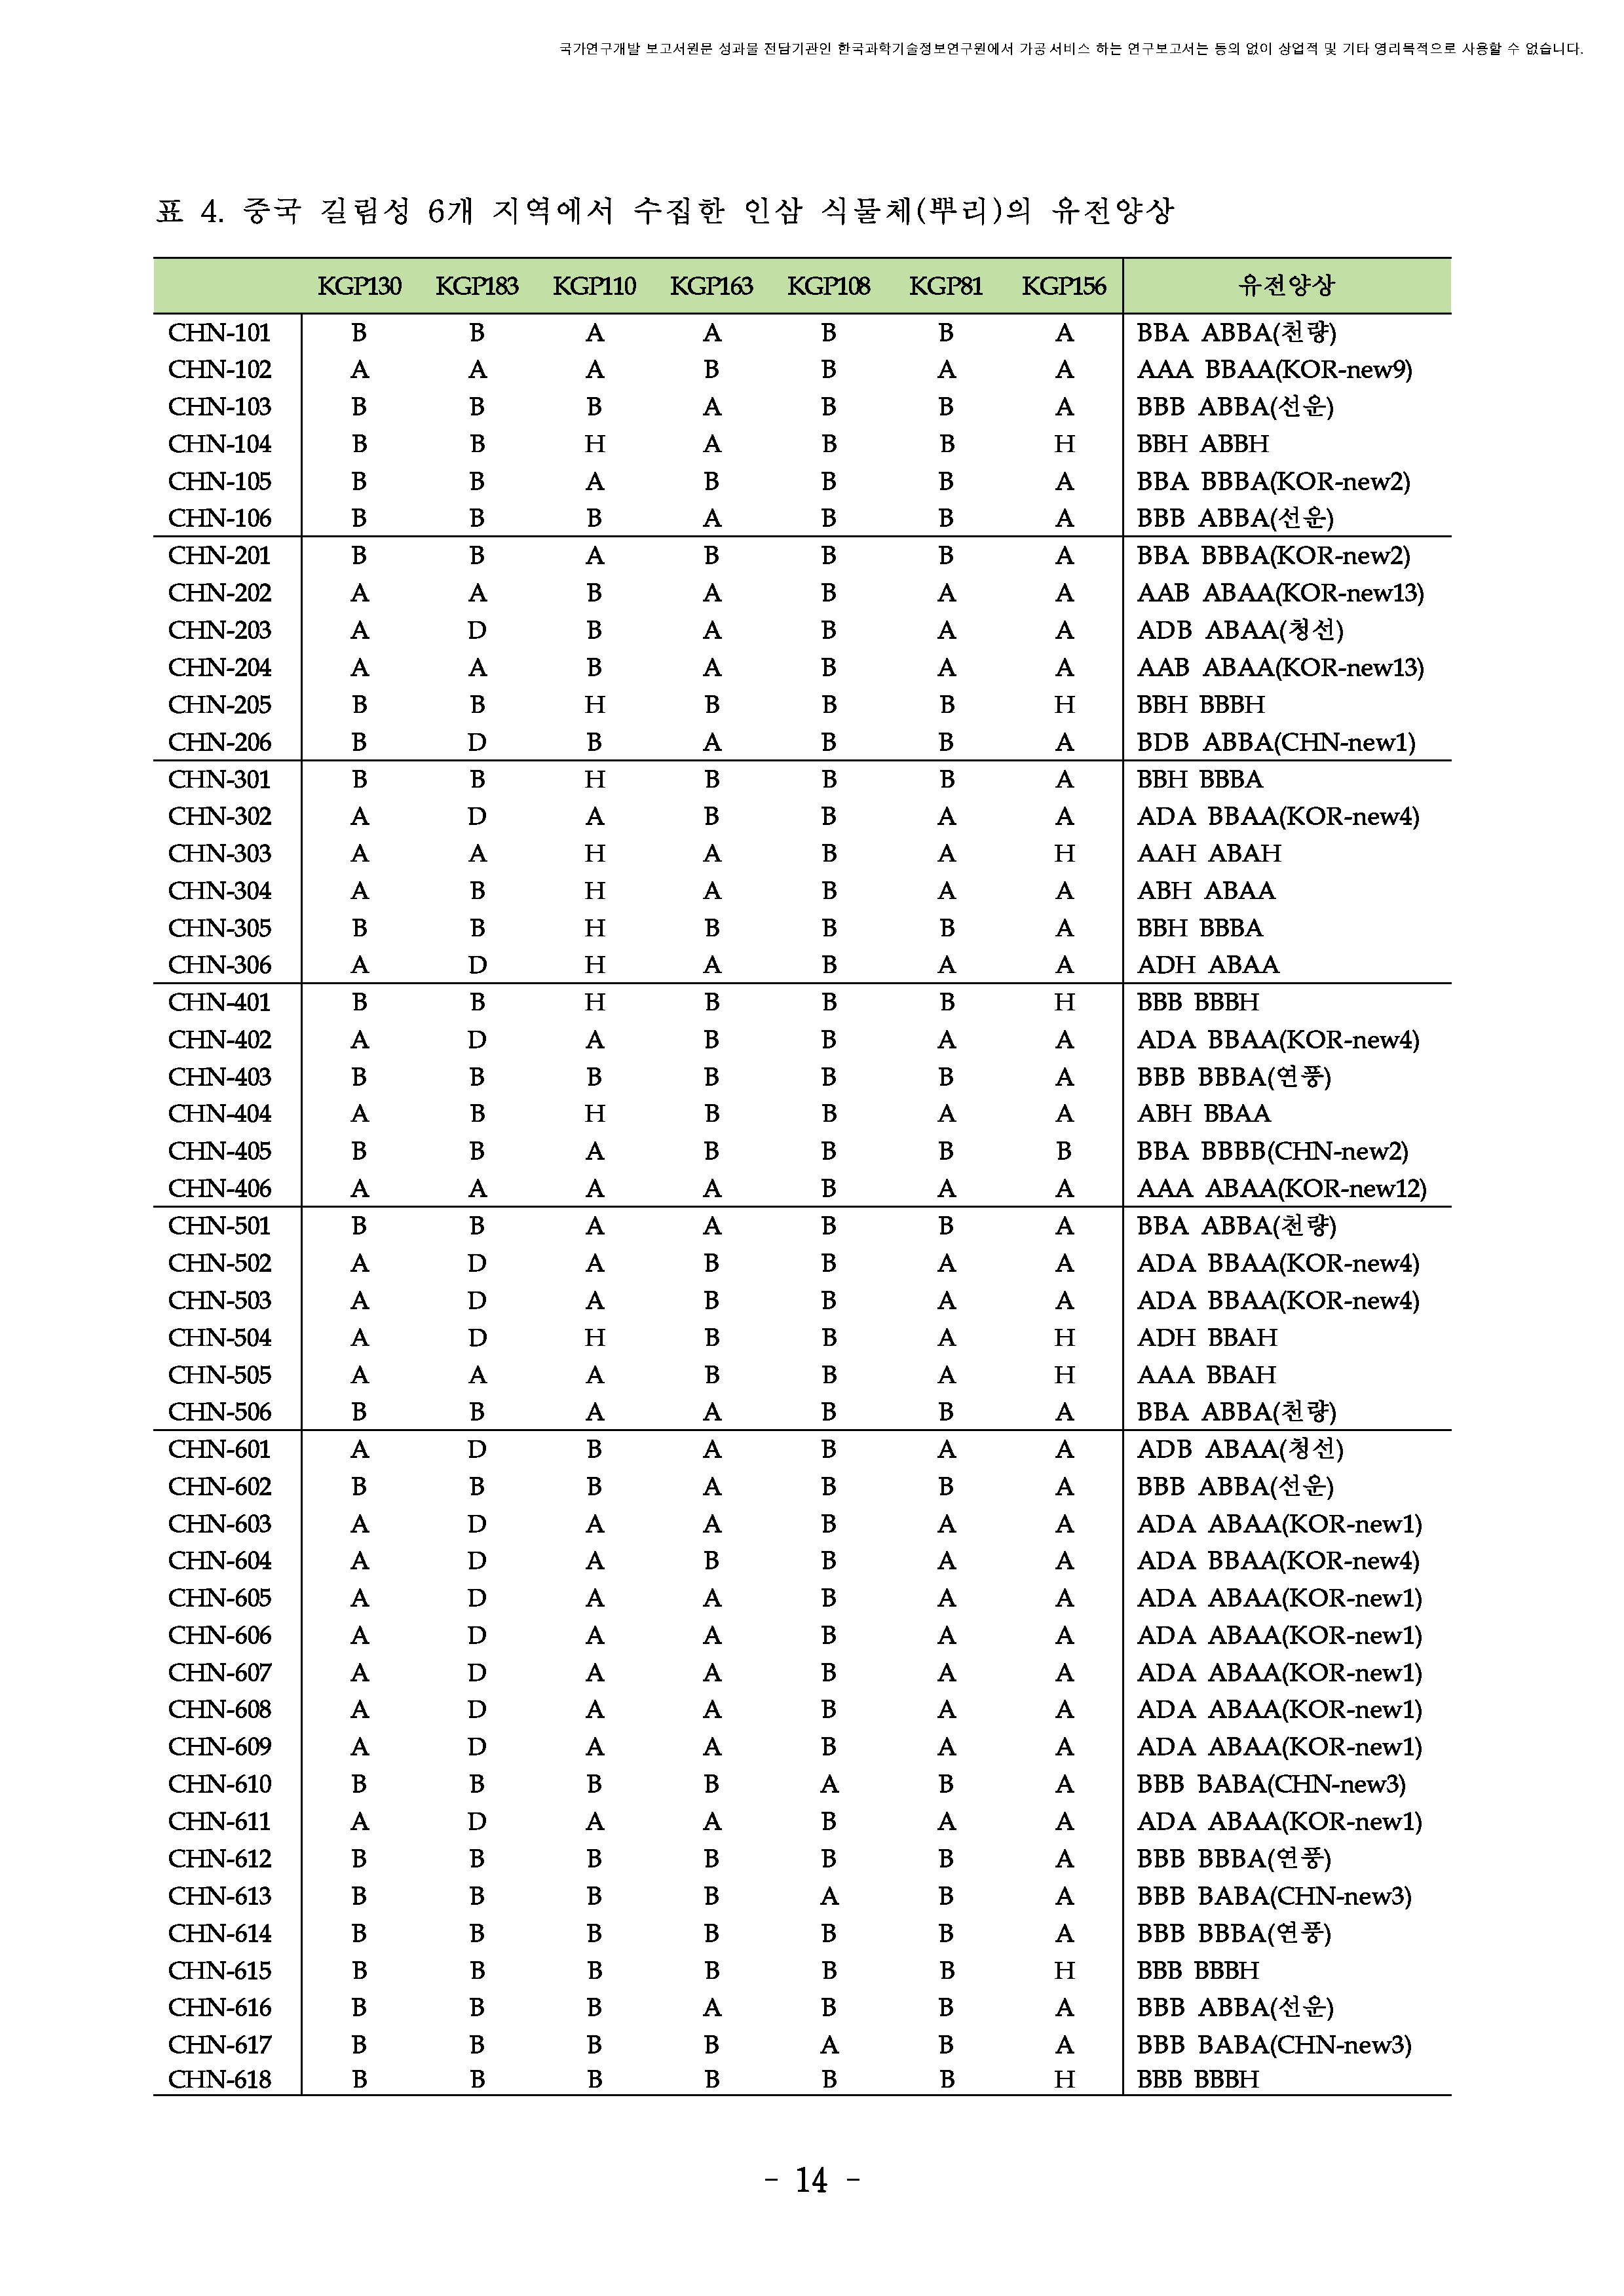 국가연구개발 보고서원문 성과물 전담기관인 한국과학기술정보연구원에서 가공·서비스 하는 연구보고서는 동의 없이 상업적 및 기타 영리목적으로 사용할 수 없습니다.
표 4. 중국 길림성 6개 지역에서 수집한 인삼 식물체(뿌리)의 유전양상
KGP130 KGP183 KGP110 KGP163 KGP108 KGP81 KGP156 유전양상
CHN-101 B B A A B B A BBA ABBA(천량)
CHN-102 A A A B B A A AAA BBAA(KOR-new9)
CHN-103 B B B A B B A BBB ABBA(선운)
CHN-104 B B H A B B H BBH ABBH
CHN-105 B B A B B B A BBA BBBA(KOR-new2)
CHN-106 B B B A B B A BBB ABBA(선운)
CHN-201 B B A B B B A BBA BBBA(KOR-new2)
CHN-202 A A B A B A A AAB ABAA(KOR-new13)
CHN-203 A D B A B A A ADB ABAA(청선)
CHN-204 A A B A B A A AAB ABAA(KOR-new13)
CHN-205 B B H B B B H BBH BBBH
CHN-206 B D B A B B A BDB ABBA(CHN-new1)
CHN-301 B B H B B B A BBH BBBA
CHN-302 A D A B B A A ADA BBAA(KOR-new4)
CHN-303 A A H A B A H AAH ABAH
CHN-304 A B H A B A A ABH ABAA
CHN-305 B B H B B B A BBH BBBA
CHN-306 A D H A B A A ADH ABAA
CHN-401 B B H B B B H BBB BBBH
CHN-402 A D A B B A A ADA BBAA(KOR-new4)
CHN-403 B B B B B B A BBB BBBA(연풍)
CHN-404 A B H B B A A ABH BBAA
CHN-405 B B A B B B B BBA BBBB(CHN-new2)
CHN-406 A A A A B A A AAA ABAA(KOR-new12)
CHN-501 B B A A B B A BBA ABBA(천량)
CHN-502 A D A B B A A ADA BBAA(KOR-new4)
CHN-503 A D A B B A A ADA BBAA(KOR-new4)
CHN-504 A D H B B A H ADH BBAH
CHN-505 A A A B B A H AAA BBAH
CHN-506 B B A A B B A BBA ABBA(천량)
CHN-601 A D B A B A A ADB ABAA(청선)
CHN-602 B B B A B B A BBB ABBA(선운)
CHN-603 A D A A B A A ADA ABAA(KOR-new1)
CHN-604 A D A B B A A ADA BBAA(KOR-new4)
CHN-605 A D A A B A A ADA ABAA(KOR-new1)
CHN-606 A D A A B A A ADA ABAA(KOR-new1)
CHN-607 A D A A B A A ADA ABAA(KOR-new1)
CHN-608 A D A A B A A ADA ABAA(KOR-new1)
CHN-609 A D A A B A A ADA ABAA(KOR-new1)
CHN-610 B B B B A B A BBB BABA(CHN-new3)
CHN-611 A D A A B A A ADA ABAA(KOR-new1)
CHN-612 B B B B B B A BBB BBBA(연풍)
CHN-613 B B B B A B A BBB BABA(CHN-new3)
CHN-614 B B B B B B A BBB BBBA(연풍)
CHN-615 B B B B B B H BBB BBBH
CHN-616 B B B A B B A BBB ABBA(선운)
CHN-617 B B B B A B A BBB BABA(CHN-new3)
CHN-618 B B B B B B H BBB BBBH
- 14 -